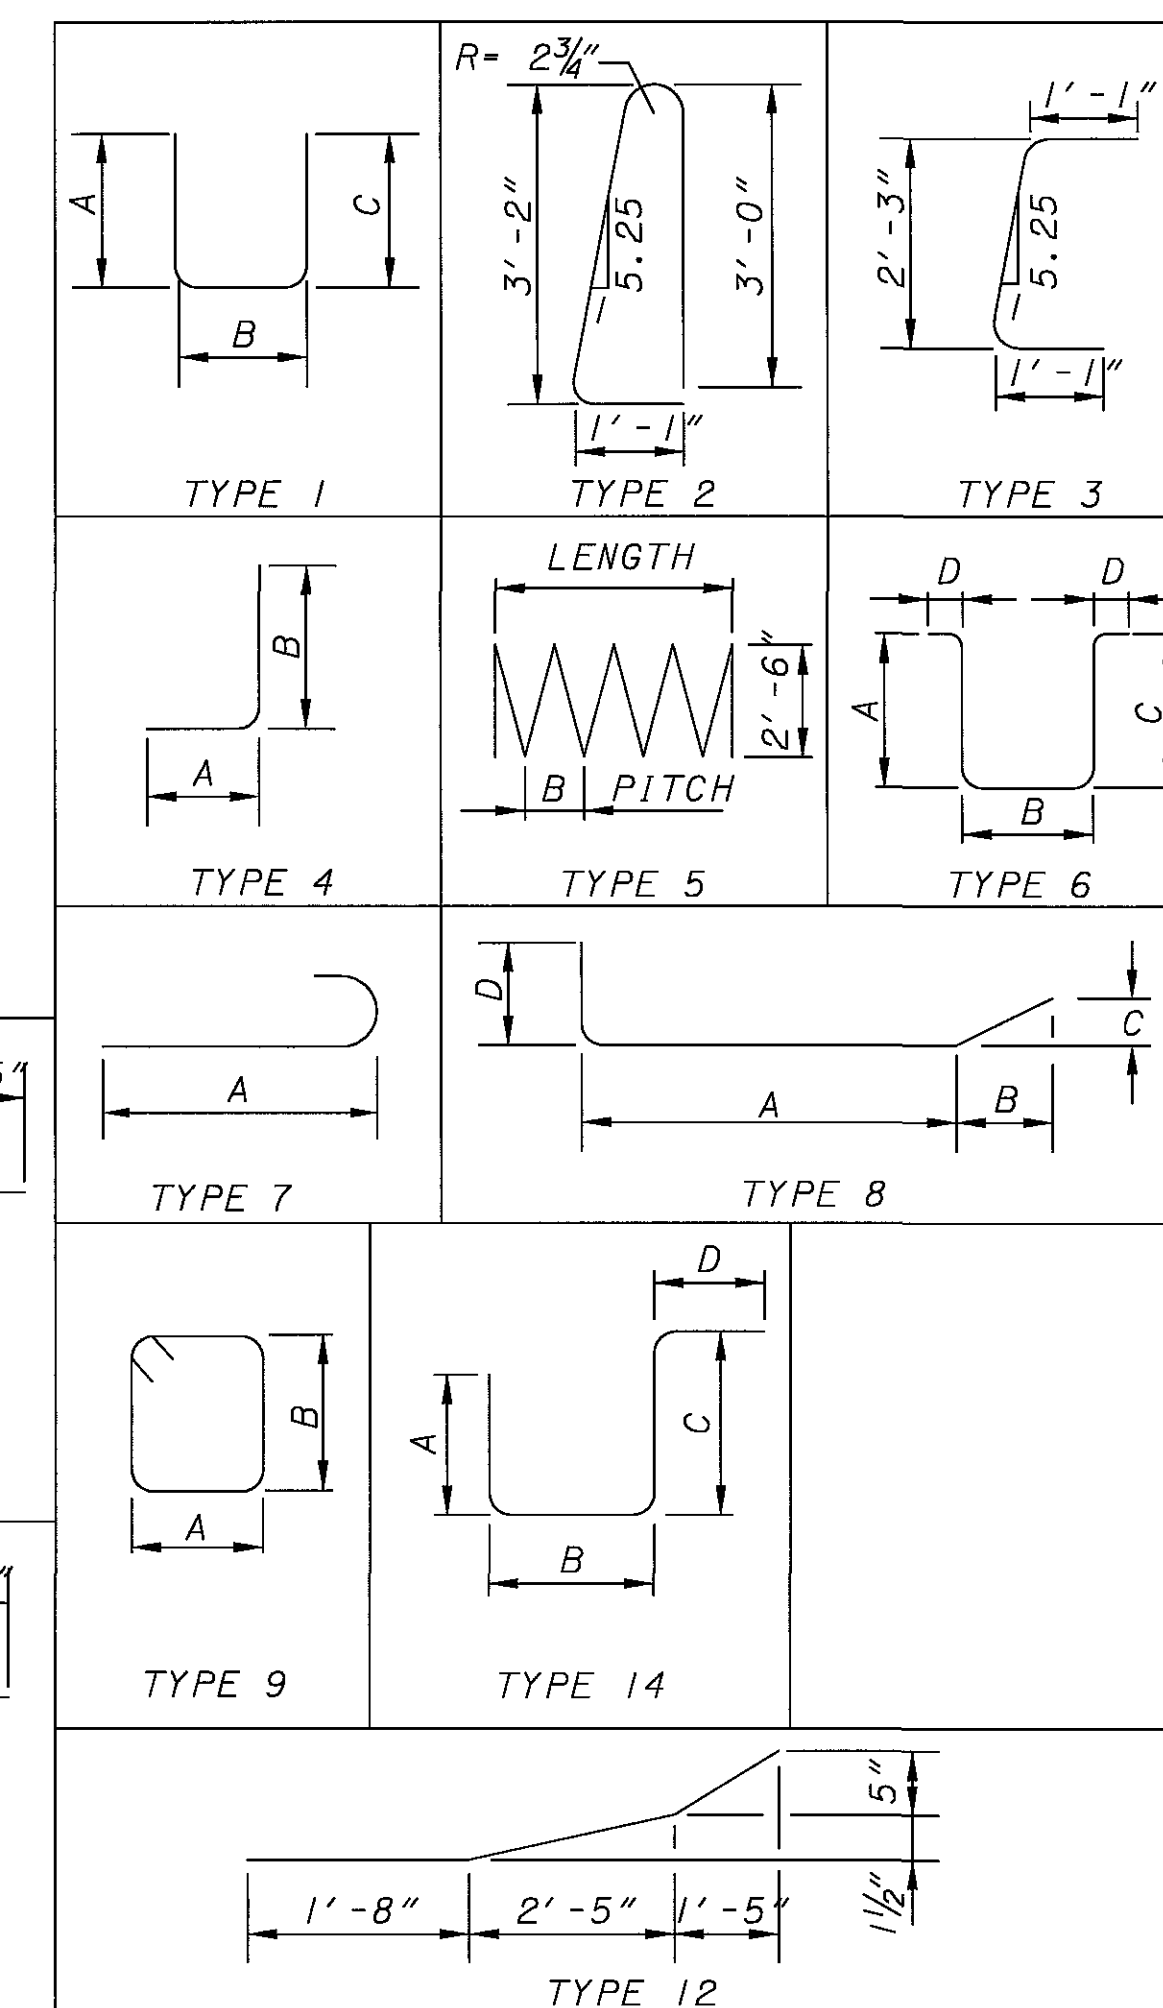 R= 2¾"
A
C
B
TYPE 1
3'-2"
5.25
1
3'-0"
1'-1"
TYPE 2
1'-1"
2'-3"
5.25
1
1'-1"
TYPE 3
B
A
TYPE 4
LENGTH
2'-6"
B PITCH
TYPE 5
D
D
A
C
B
TYPE 6
A
TYPE 7
D
C
A
B
TYPE 8
B
A
TYPE 9
D
A
C
B
TYPE 14
5"
1½"
1'-8"
2'-5"
1'-5"
TYPE 12